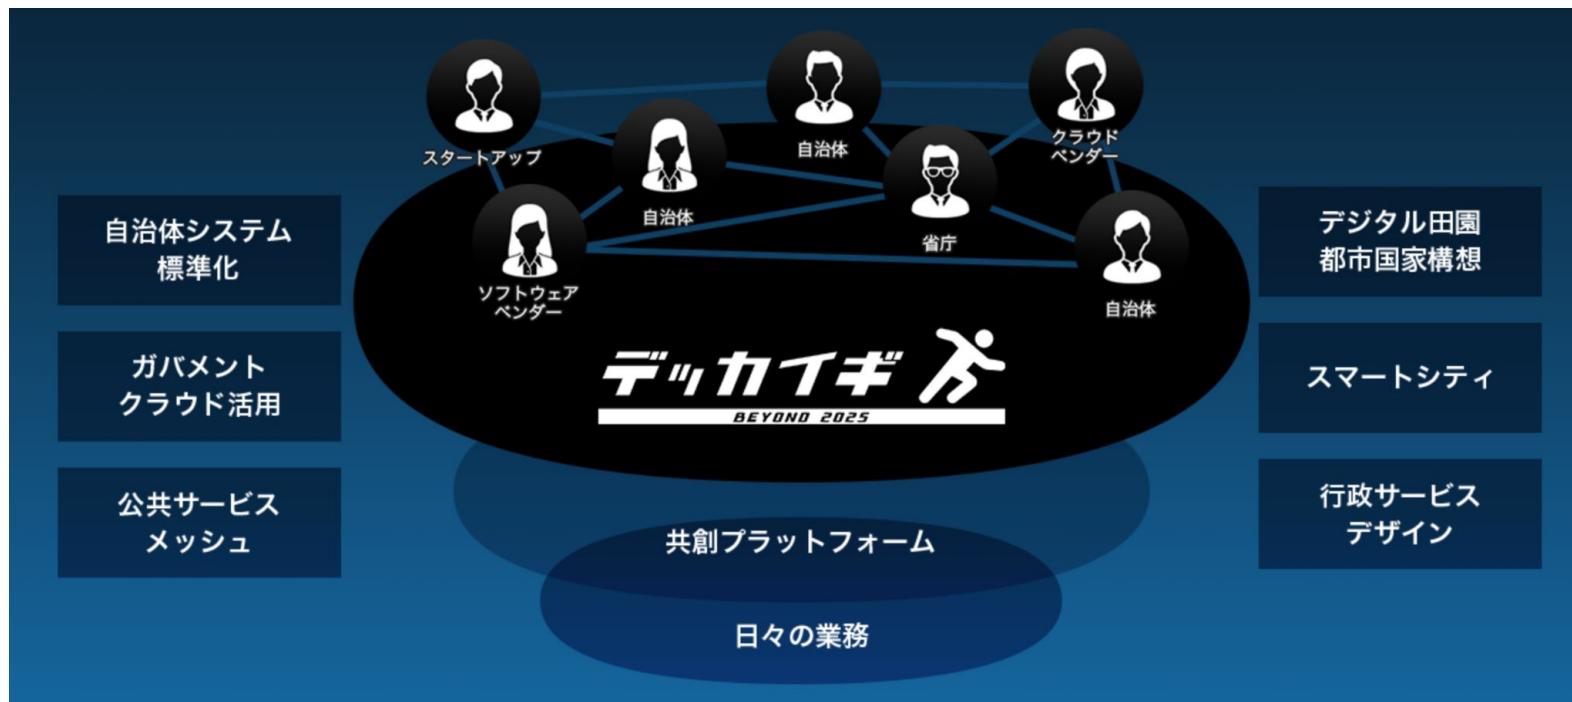 スタートアップ
自治体
クラウド
ベンダー
自治体
省庁
ソフトウェア
ベンダー
自治体
自治体システム
標準化
ガバメント
クラウド活用
公共サービス
メッシュ
デッカイギ
BEYOND 2025
共創プラットフォーム
日々の業務
デジタル田園
都市国家構想
スマートシティ
行政サービス
デザイン